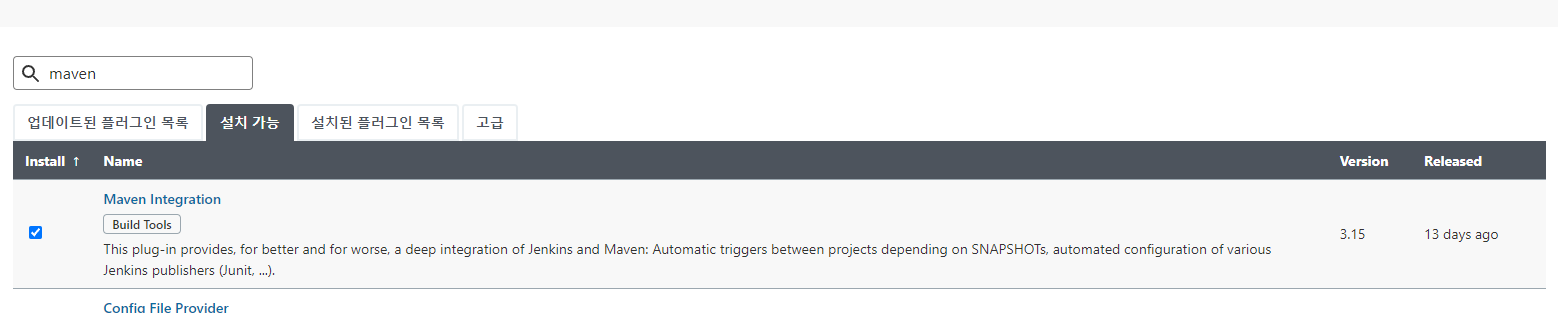 maven
업데이트된 플러그인 목록 설치 가능 설치된 플러그인 목록 고급
Install ↑ Name Version Released
Maven Integration
Build Tools
This plug-in provides, for better and for worse, a deep integration of Jenkins and Maven: Automatic triggers between projects depending on SNAPSHOTs, automated configuration of various
Jenkins publishers (Junit, ...).
3.15 13 days ago
Config File Provider